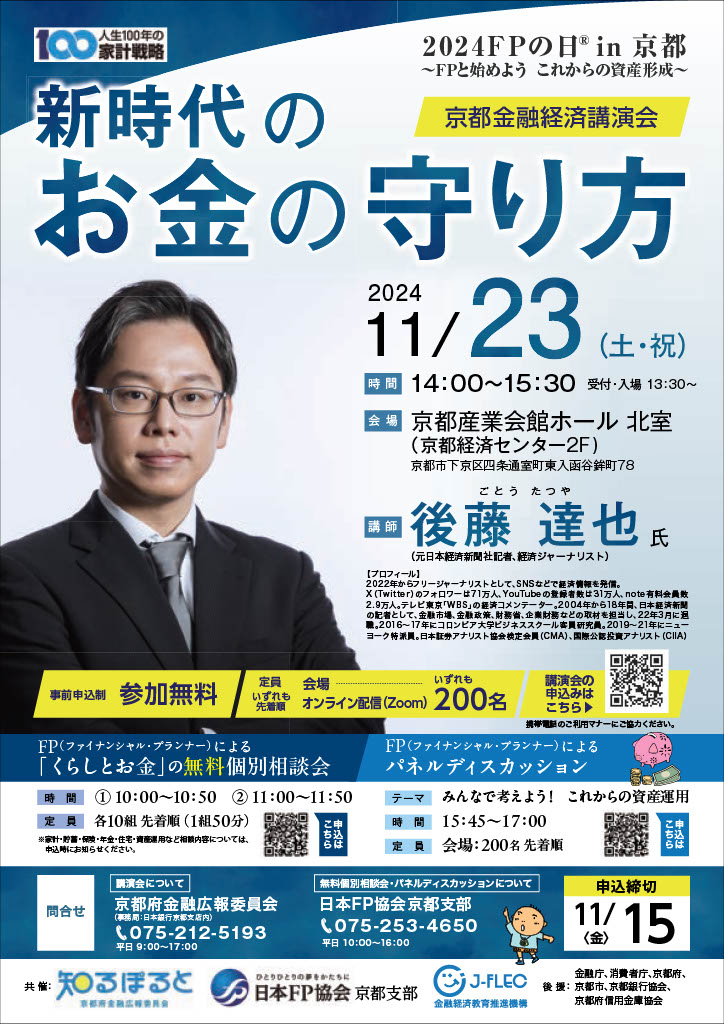 100 人生100年の
家計戦略
2024FPの日® in 京都
～FPと始めよう これからの資産形成～
新時代の
京都金融経済講演会
お金の守り方
2024
11/23（土・祝）
時間 14：00～15：30 受付・入場 13：30～
会場 京都産業会館ホール 北室
（京都経済センター2F）
京都市下京区四条通室町東入函谷鉾町78
ごとう たつや
講師 後藤 達也 氏
（元日本経済新聞社記者、経済ジャーナリスト）
【プロフィール】
2022年からフリージャーナリストとして、SNSなどで経済情報を発信。
X（Twitter）のフォロワーは71万人、YouTubeの登録者数は31万人、note有料会員数
2.9万人。テレビ東京「WBS」の経済コメンテーター。2004年から18年間、日本経済新聞
の記者として、金融市場、金融政策、財務省、企業財務などの取材を担当し、22年3月に退
職。2016～17年にコロンビア大学ビジネススクール客員研究員。2019～21年にニュー
ヨーク特派員。日本証券アナリスト協会検定会員（CMA）、国際公認投資アナリスト（CIIA）
事前申込制 参加無料
定員
いずれも
先着順
会場
オンライン配信（Zoom）
いずれも
200名
講演会の
申込みは
こちら▶
携帯電話のご利用マナーにご協力ください。
FP（ファイナンシャル・プランナー）による
「くらしとお金」の無料個別相談会
時間 ①10：00～10：50 ②11：00～11：50
定員 各10組 先着順（1組50分）
※家計・貯蓄・保険・年金・住宅・資産運用など相談内容については、
申込時にお知らせください。
申込は
こちら
FP（ファイナンシャル・プランナー）による
パネルディスカッション
テーマ みんなで考えよう！ これからの資産運用
時間 15：45～17：00
定員 会場：200名 先着順
申込は
こちら
問合せ
講演会について
京都府金融広報委員会
（事務局：日本銀行京都支店内）
075-212-5193
平日 9：00～17：00
無料個別相談会・パネルディスカッションについて
日本FP協会京都支部
075-253-4650
平日 10：00～16：00
申込締切
11/15
〈金〉
共催：
知るぽると
京都府金融広報委員会
ひとりひとりの夢をかたちに
日本FP協会 京都支部
J-FLEC
金融経済教育推進機構
後援：
金融庁、消費者庁、京都府、
京都市、京都銀行協会、
京都府信用金庫協会